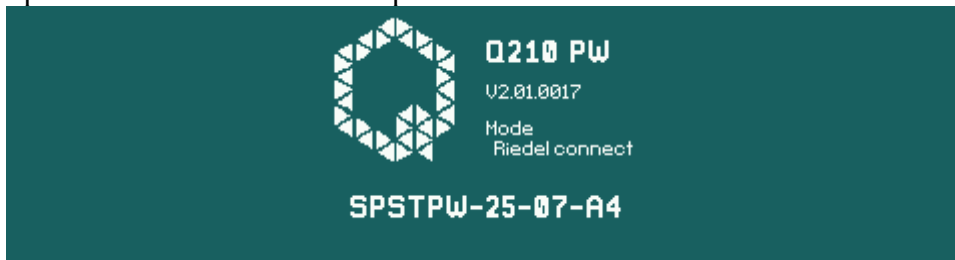 Q210 PW
V2.01.0017
Mode
Riedel connect
SPSTPW-25-07-A4